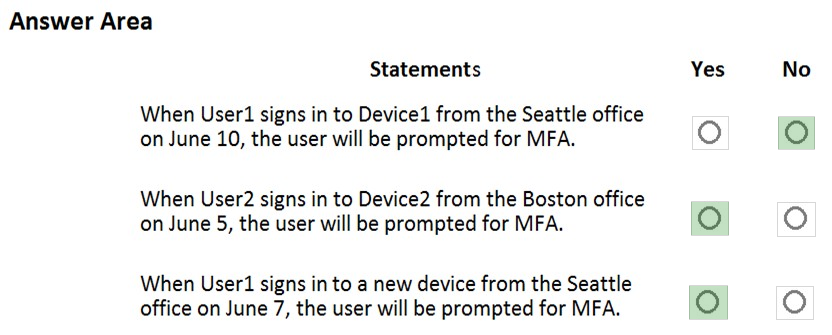 Answer Area
Statements Yes No
When User1 signs in to Device1 from the Seattle office
on June 10, the user will be prompted for MFA.
When User2 signs in to Device2 from the Boston office
on June 5, the user will be prompted for MFA.
When User1 signs in to a new device from the Seattle
office on June 7, the user will be prompted for MFA.